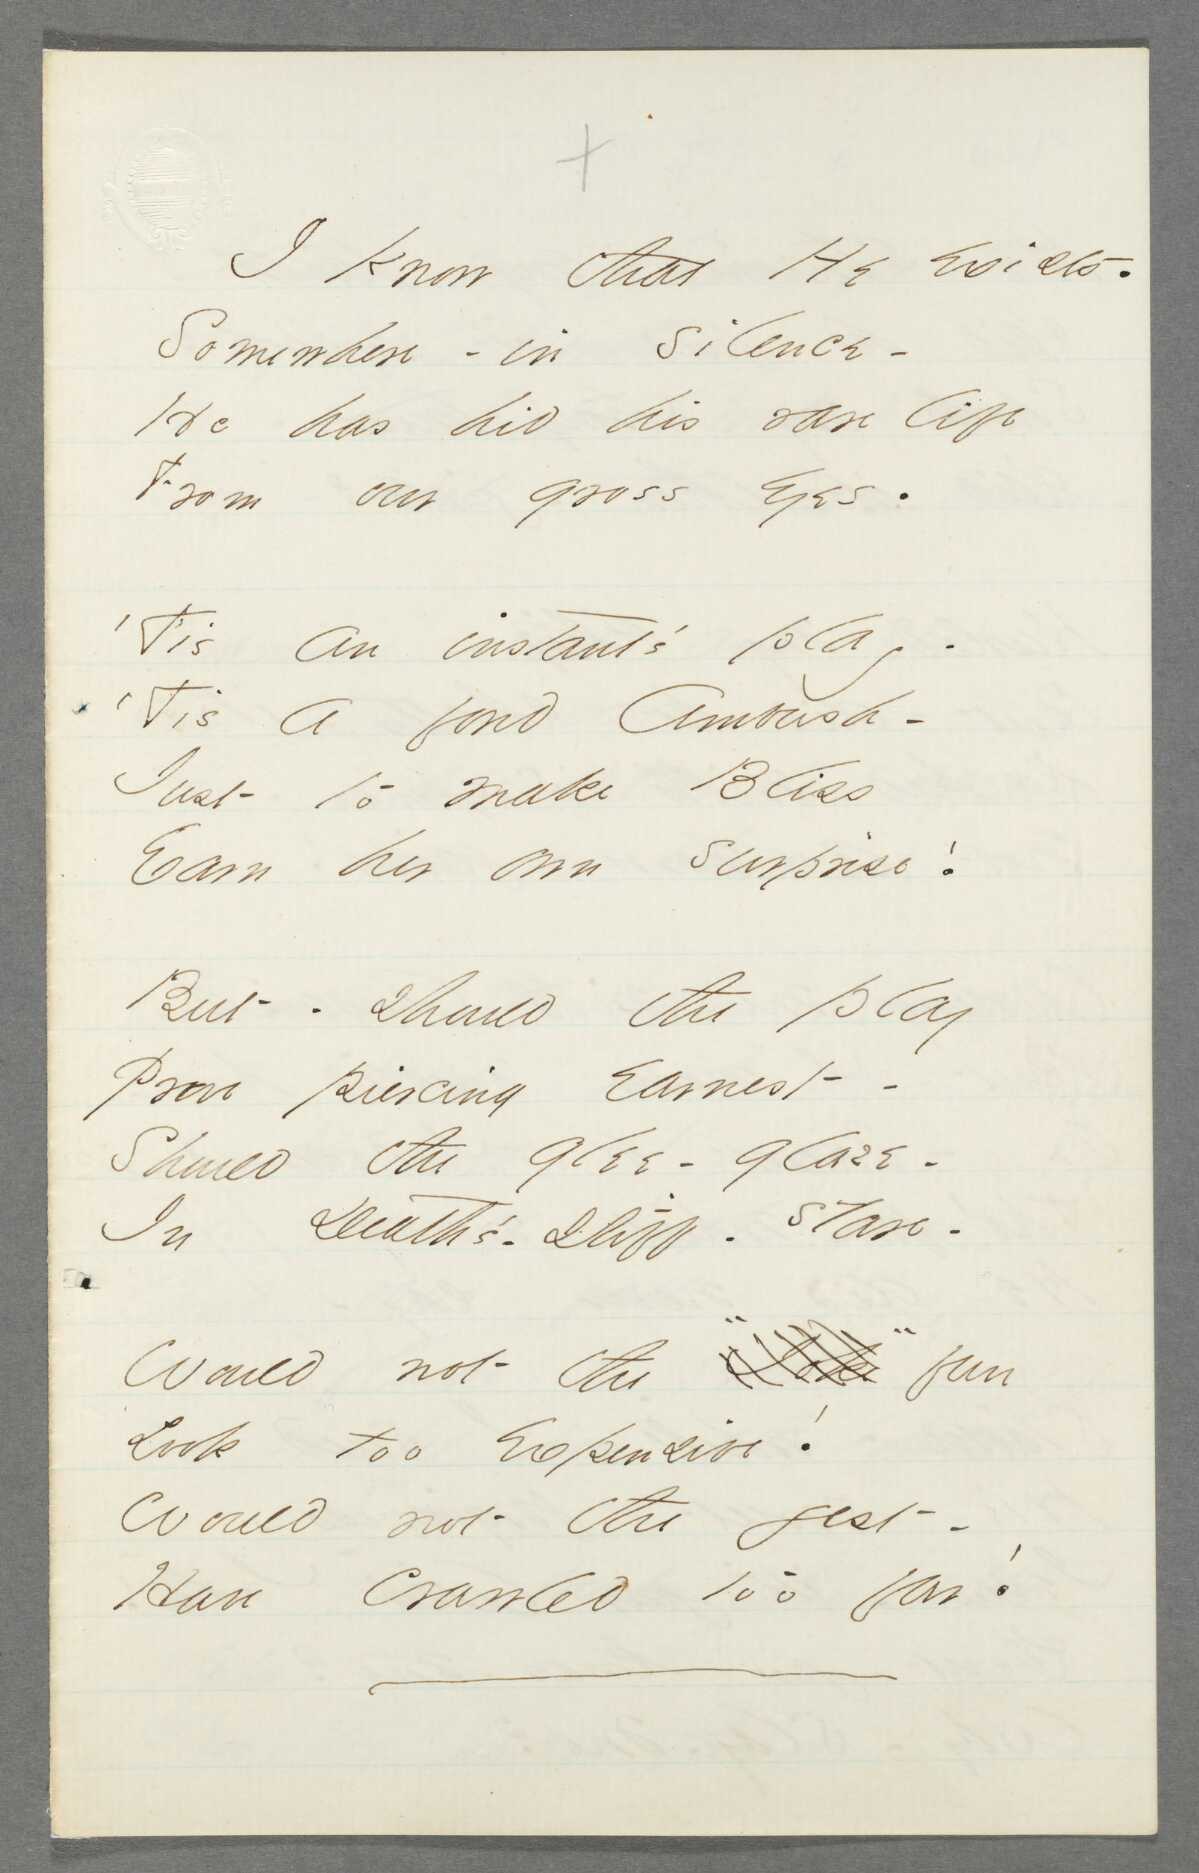 I know that He Exists.
Somewhere - in silence -
He has hid his rare life
From our gross Eyes.
'Tis an instant's play -
'Tis a fond Ambush -
Just to make Bliss
Earn her own surprise!
But - should the play
Prove piercing earnest -
Should the glee - glaze -
In Death's - stiff - stare -
Would not the fun
Look too Expensive!
Would not the jest -
Have crawled too far!